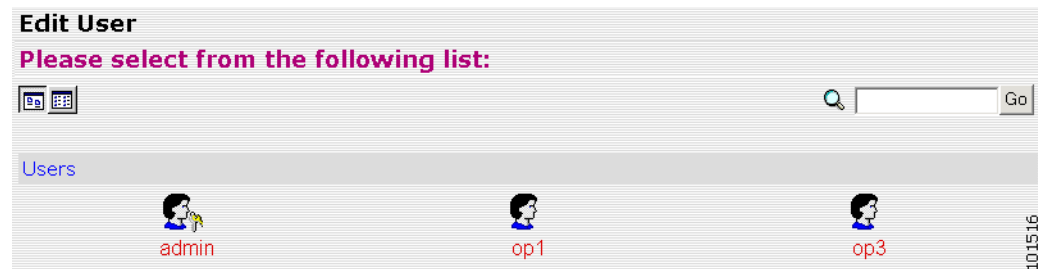 Edit User
Please select from the following list:
Go
Users
admin op1 op3
101516